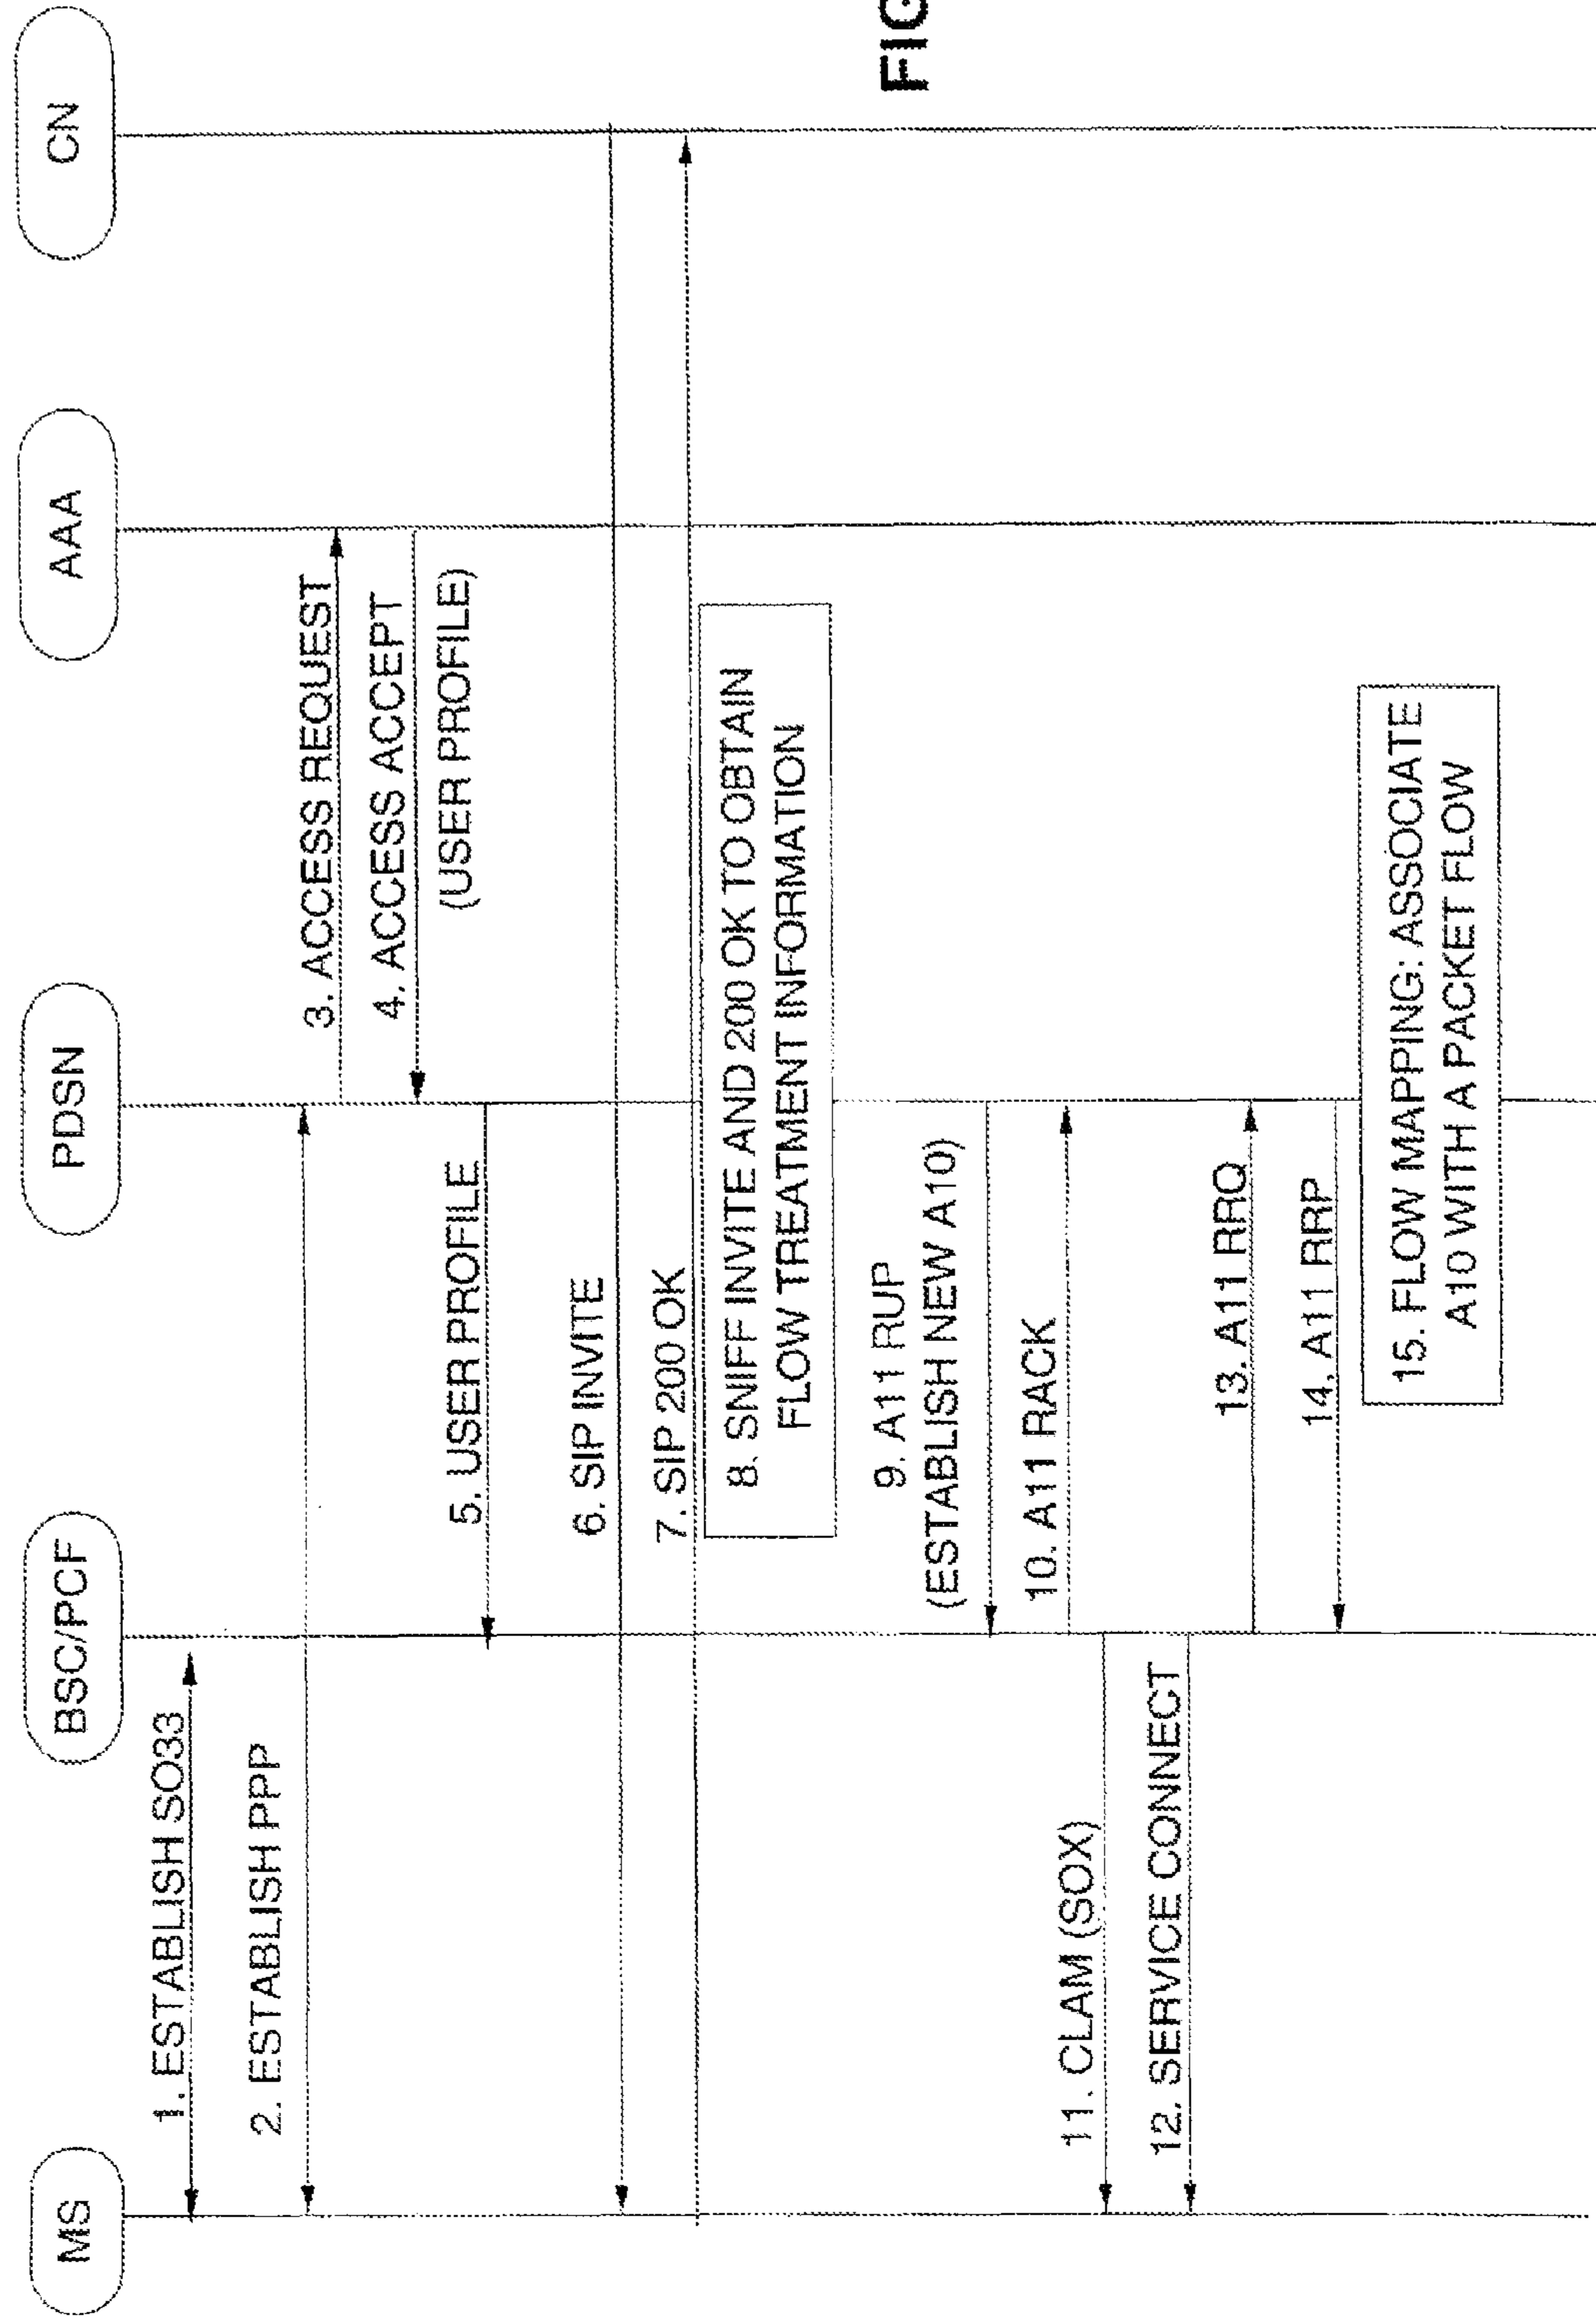 MS
BSC/PCF
PDSN
AAA
CN
1. ESTABLISH SO33
2. ESTABLISH PPP
3. ACCESS REQUEST
4. ACCESS ACCEPT
(USER PROFILE)
5. USER PROFILE
6. SIP INVITE
7. SIP 200 OK
8. SNIFF INVITE AND 200 OK TO OBTAIN
FLOW TREATMENT INFORMATION
9. A11 RUP
(ESTABLISH NEW A10)
10. A11 RACK
11. CLAM (SOX)
12. SERVICE CONNECT
13. A11 RRQ
14. A11 RRP
15. FLOW MAPPING: ASSOCIATE
A10 WITH A PACKET FLOW